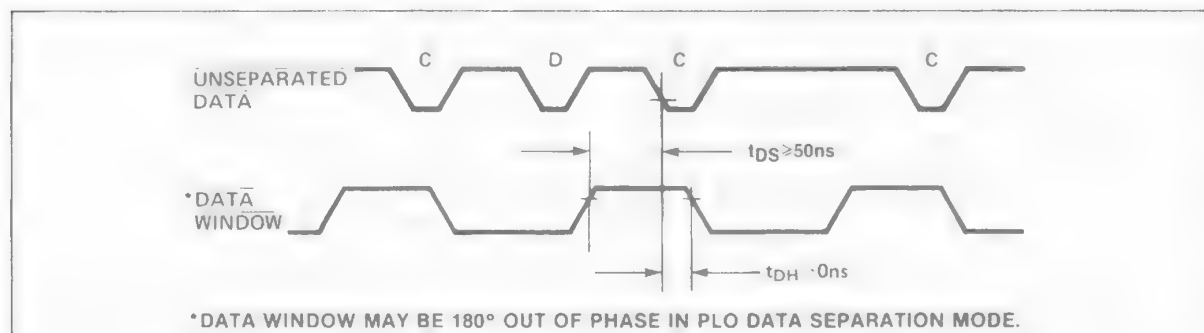 C D C C
UNSEPARATED
DATA
tDS≥50ns
*DATA
WINDOW
tDH ·0ns
*DATA WINDOW MAY BE 180° OUT OF PHASE IN PLO DATA SEPARATION MODE.